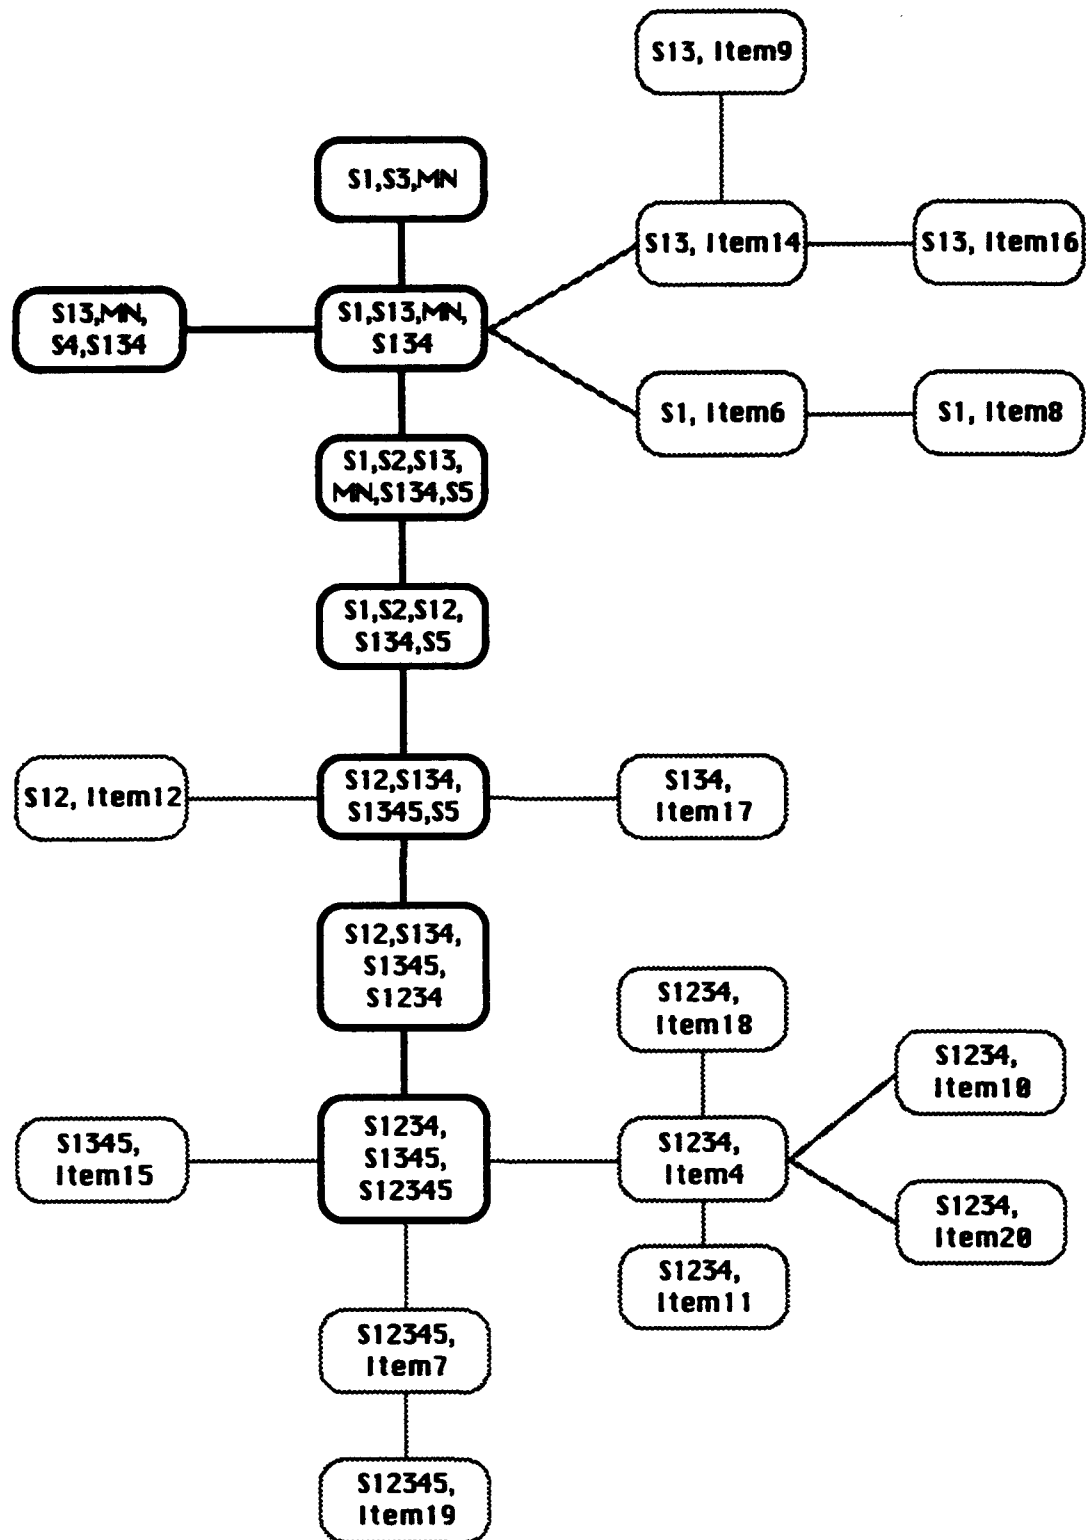 S13, Item9
S1,S3,MN
S13, Item14
S13, Item16
S13,MN,
S4,S134
S1,S13,MN,
S134
S1, Item6
S1, Item8
S1,S2,S13,
MN,S134,S5
S1,S2,S12,
S134,S5
S12, Item12
S12,S134,
S1345,S5
S134,
Item17
S12,S134,
S1345,
S1234
S1234,
Item18
S1234,
Item10
S1345,
Item15
S1234,
S1345,
S12345
S1234,
Item4
S1234,
Item20
S1234,
Item11
S12345,
Item7
S12345,
Item19